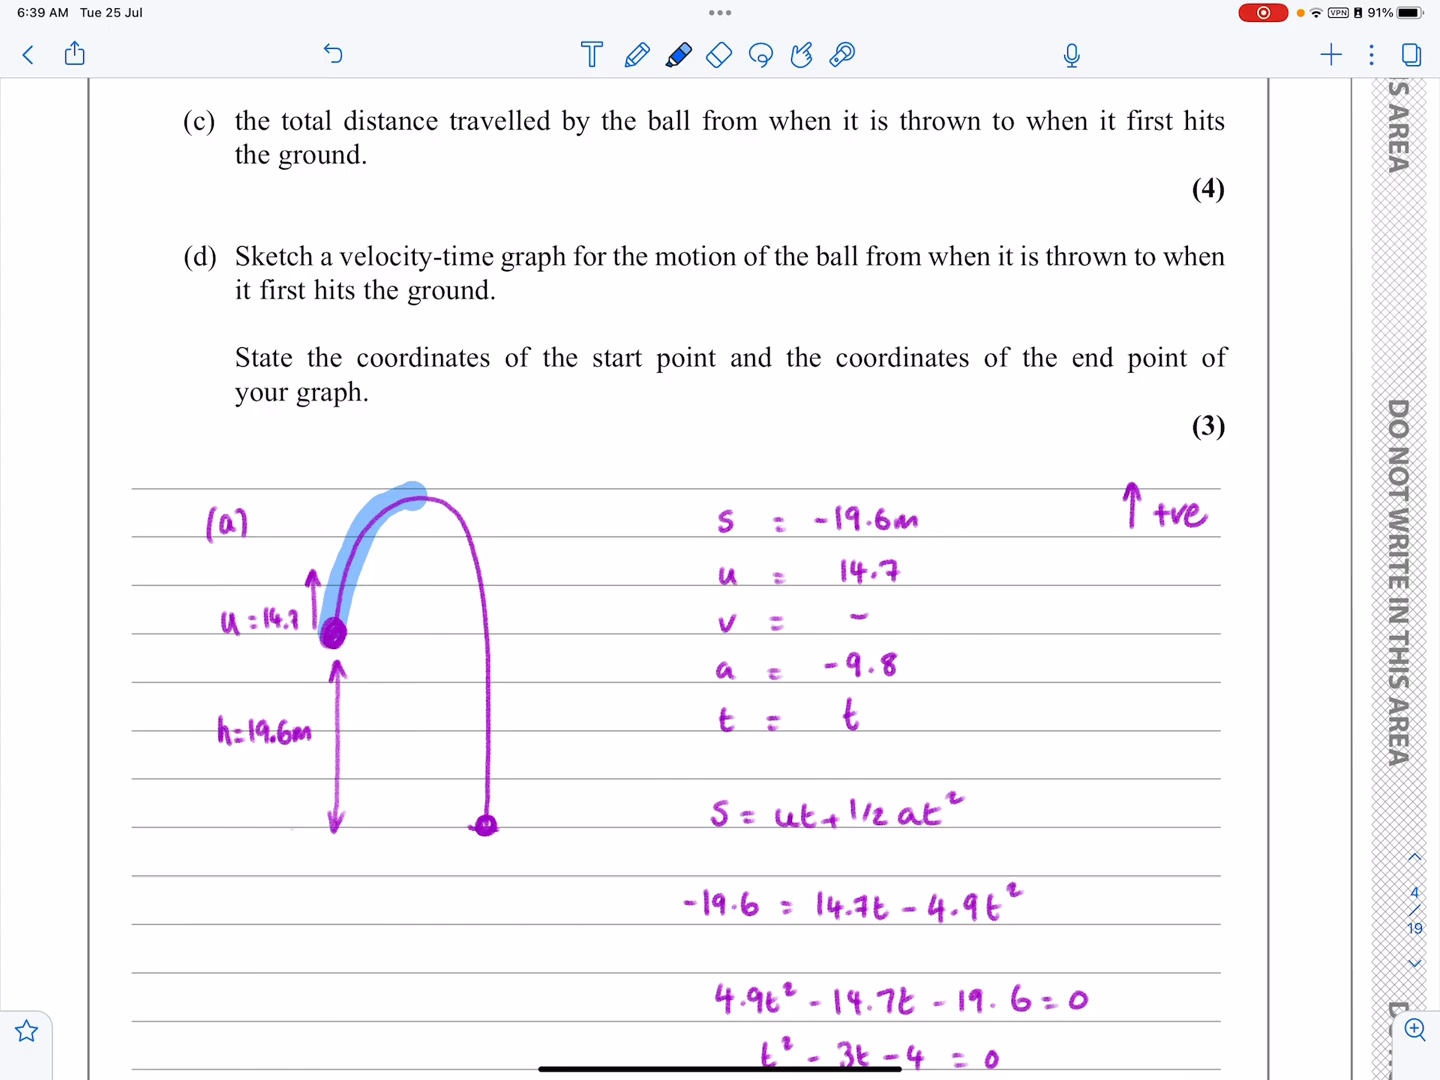 6:39 AM Tue 25 Jul
VPN 91%
(c) the total distance travelled by the ball from when it is thrown to when it first hits
the ground.
(4)
(d) Sketch a velocity-time graph for the motion of the ball from when it is thrown to when
it first hits the ground.
State the coordinates of the start point and the coordinates of the end point of
your graph.
(3)
(a)
u = 14.7
h = 19.6m
s = -19.6m
u = 14.7
v = -
a = -9.8
t = t
↑ +ve
s = ut + 1/2 at²
-19.6 = 14.7t - 4.9t²
4.9t² - 14.7t - 19.6 = 0
t² - 3t - 4 = 0
S AREA
DO NOT WRITE IN THIS AREA
D
4
/
19